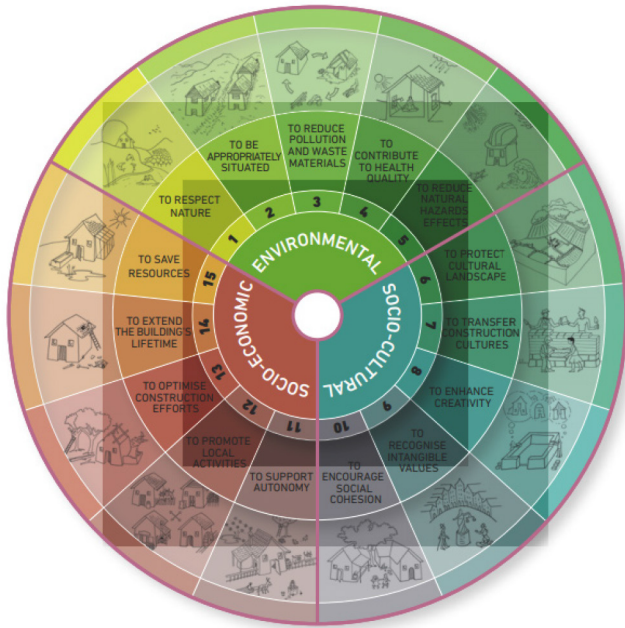 ENVIRONMENTAL
SOCIO-CULTURAL
SOCIO-ECONOMIC
1
TO RESPECT
NATURE
2
TO BE
APPROPRIATELY
SITUATED
3
TO REDUCE
POLLUTION
AND WASTE
MATERIALS
4
TO
CONTRIBUTE
TO HEALTH
QUALITY
5
TO REDUCE
NATURAL
HAZARDS
EFFECTS
6
TO PROTECT
CULTURAL
LANDSCAPE
7
TO TRANSFER
CONSTRUCTION
CULTURES
8
TO ENHANCE
CREATIVITY
9
TO
RECOGNISE
INTANGIBLE
VALUES
10
TO
ENCOURAGE
SOCIAL
COHESION
11
TO SUPPORT
AUTONOMY
12
TO PROMOTE
LOCAL
ACTIVITIES
13
TO OPTIMISE
CONSTRUCTION
EFFORTS
14
TO EXTEND
THE BUILDING'S
LIFETIME
15
TO SAVE
RESOURCES